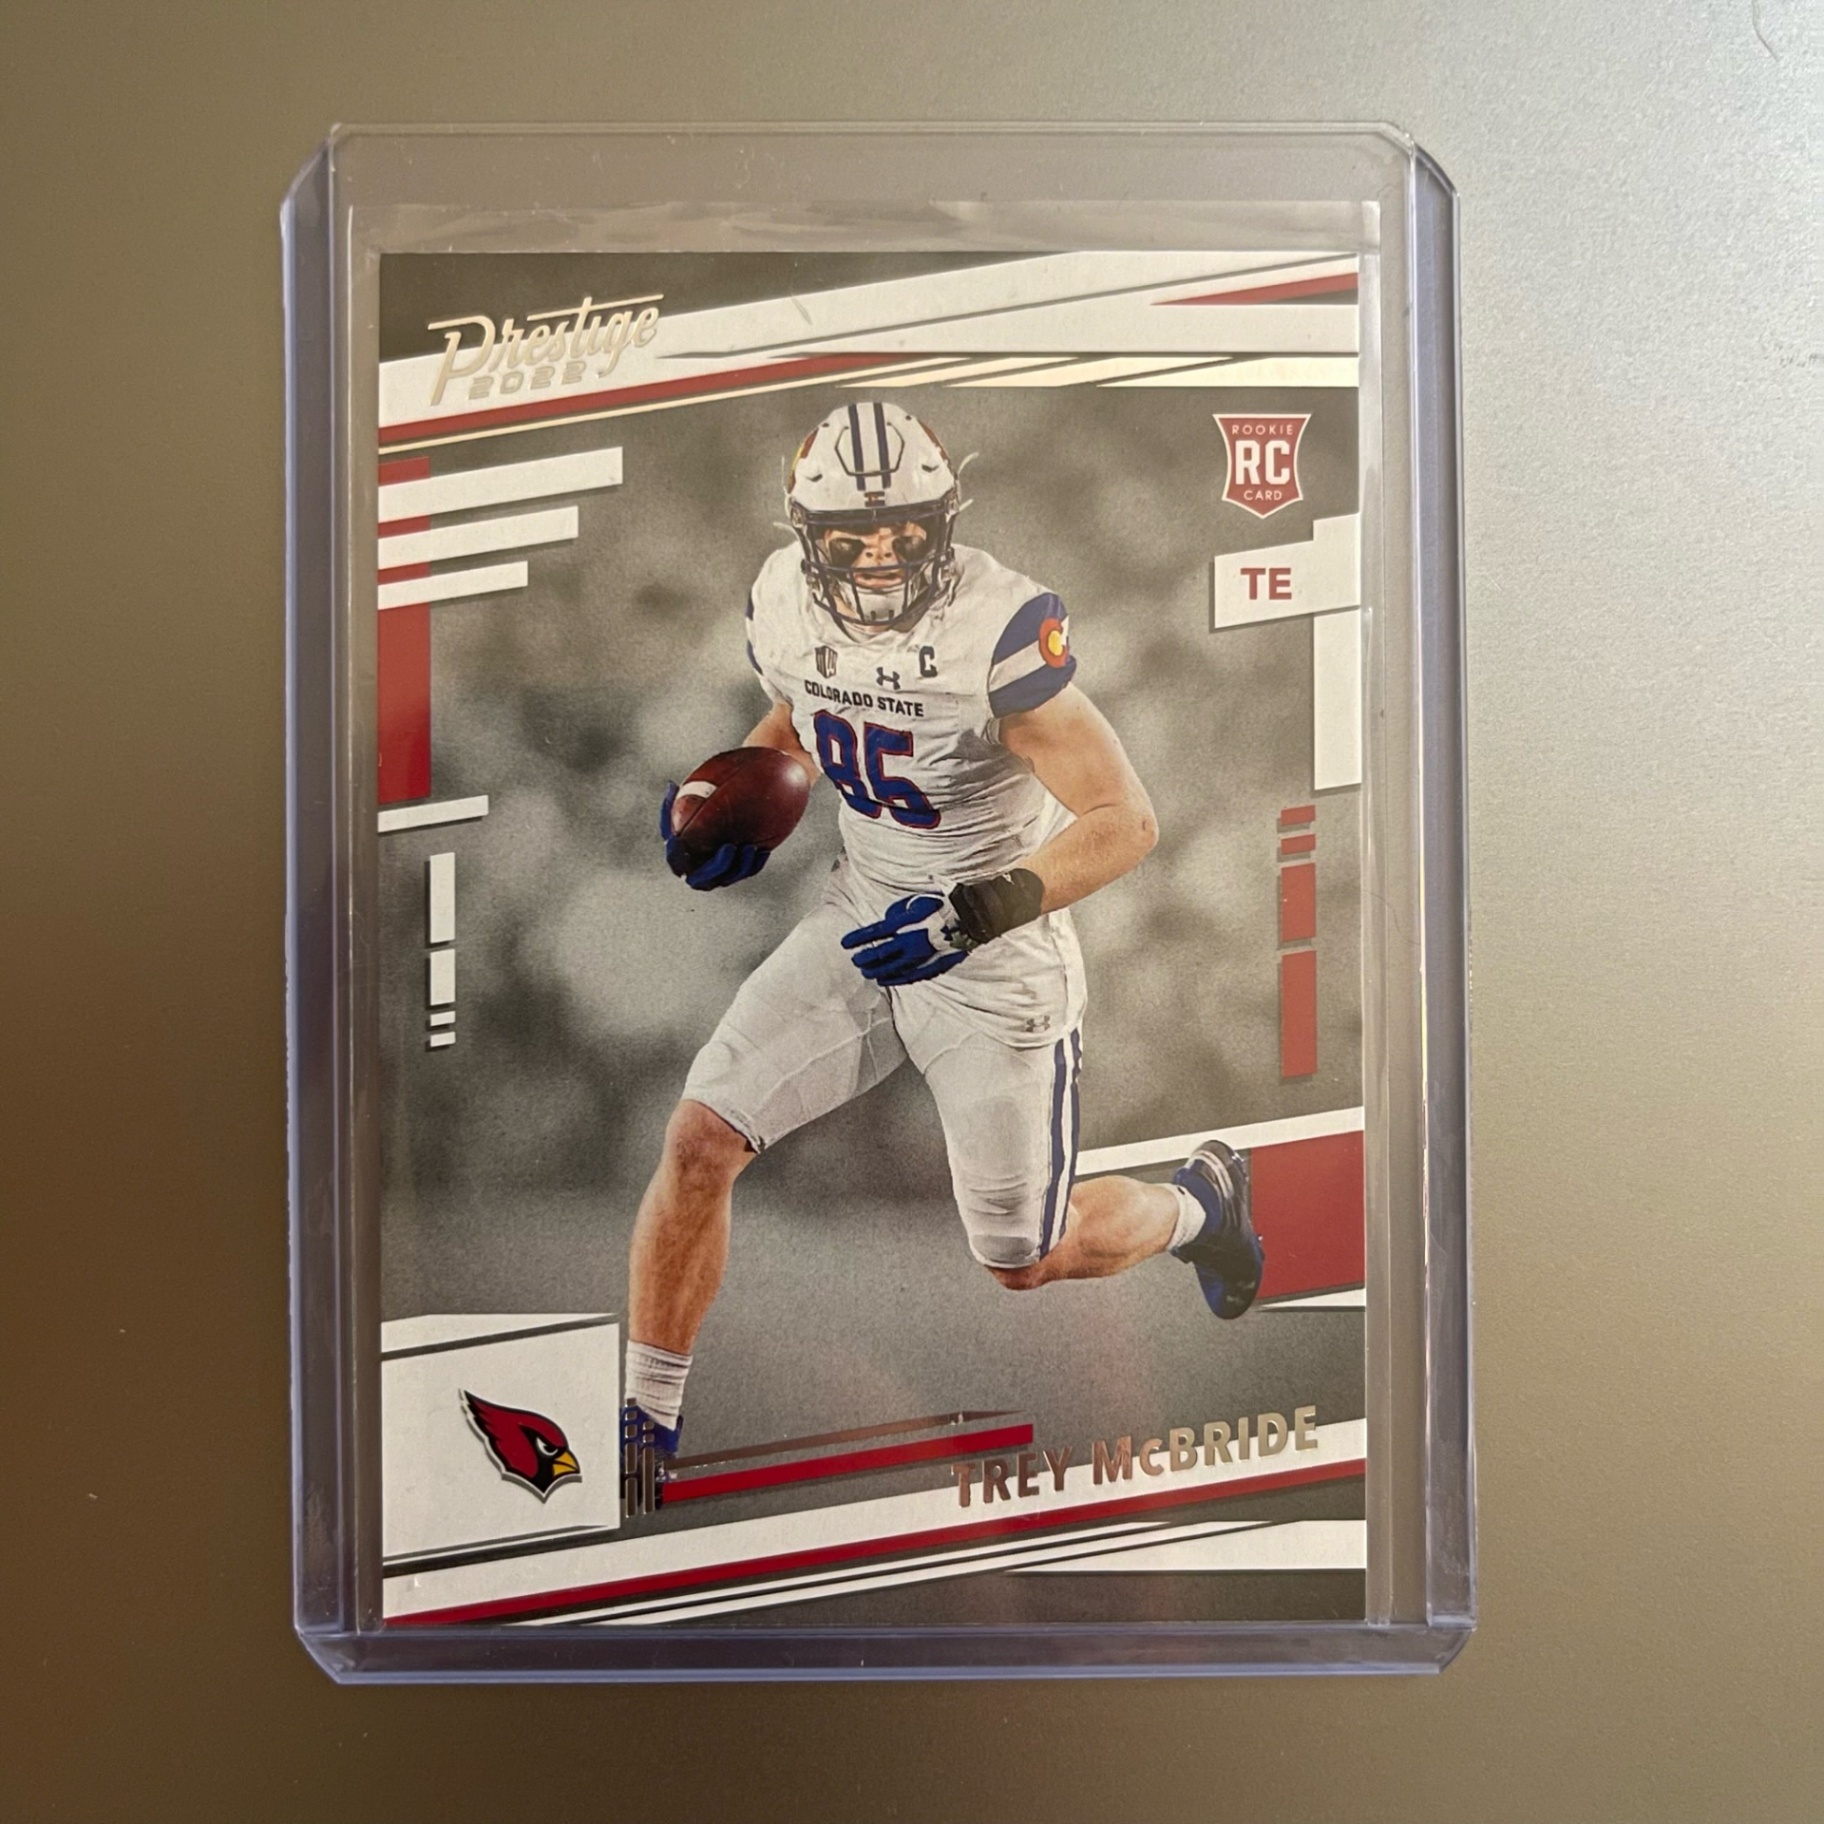 Prestige
2022
ROOKIE
RC
CARD
TE
C
COLORADO STATE
85
TREY McBRIDE